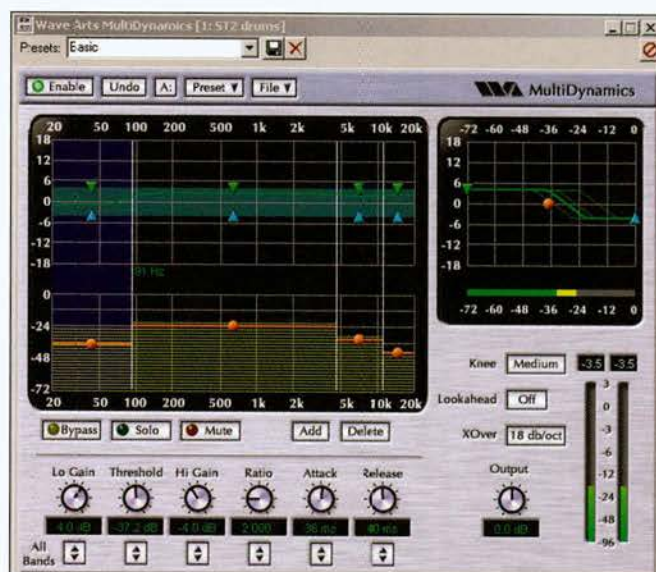 Wave Arts MultiDynamics [1: ST2 drums]
Presets: Basic
Enable Undo A: Preset File
WA MultiDynamics
20 50 100 200 500 1k 2k 5k 10k 20k
18
12
6
0
-6
-12
-18
91 Hz
0
-24
-48
-72
20 50 100 200 500 1k 2k 5k 10k 20k
-72 -60 -48 -36 -24 -12 0
18
12
6
0
-6
-12
-18
-72 -60 -48 -36 -24 -12 0
Bypass Solo Mute Add Delete
Knee Medium -3.5 -3.5
Lookahead Off
XOver 18 db/oct
3
0
-3
-6
-12
-24
-48
-96
Lo Gain Threshold Hi Gain Ratio Attack Release Output
4.0 dB -37.2 dB -4.0 dB 2.000 36 ms 40 ms 0.0 dB
All Bands